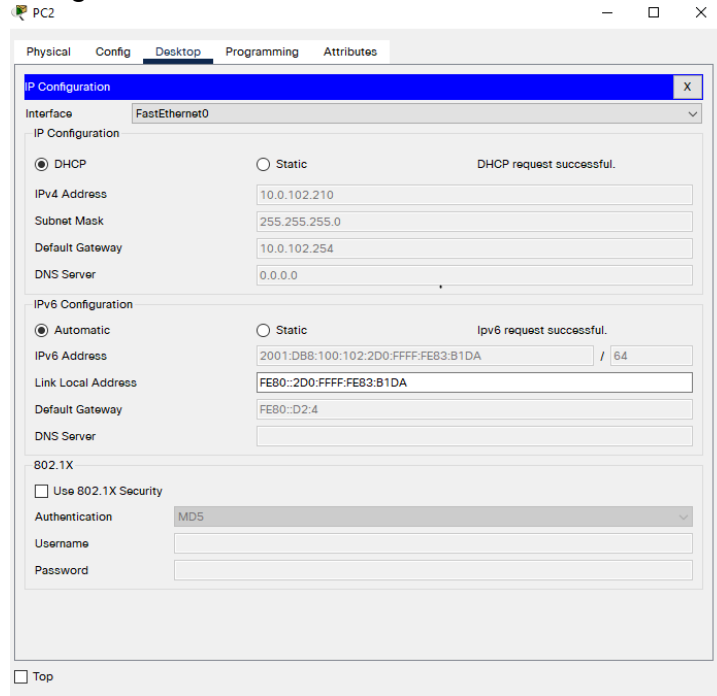 PC2
Physical Config Desktop Programming Attributes
IP Configuration X
Interface FastEthernet0
IP Configuration
DHCP Static DHCP request successful.
IPv4 Address 10.0.102.210
Subnet Mask 255.255.255.0
Default Gateway 10.0.102.254
DNS Server 0.0.0.0
IPv6 Configuration
Automatic Static Ipv6 request successful.
IPv6 Address 2001:DB8:100:102:2D0:FFFF:FE83:B1DA / 64
Link Local Address FE80::2D0:FFFF:FE83:B1DA
Default Gateway FE80::D2:4
DNS Server
802.1X
Use 802.1X Security
Authentication MD5
Username
Password
Top